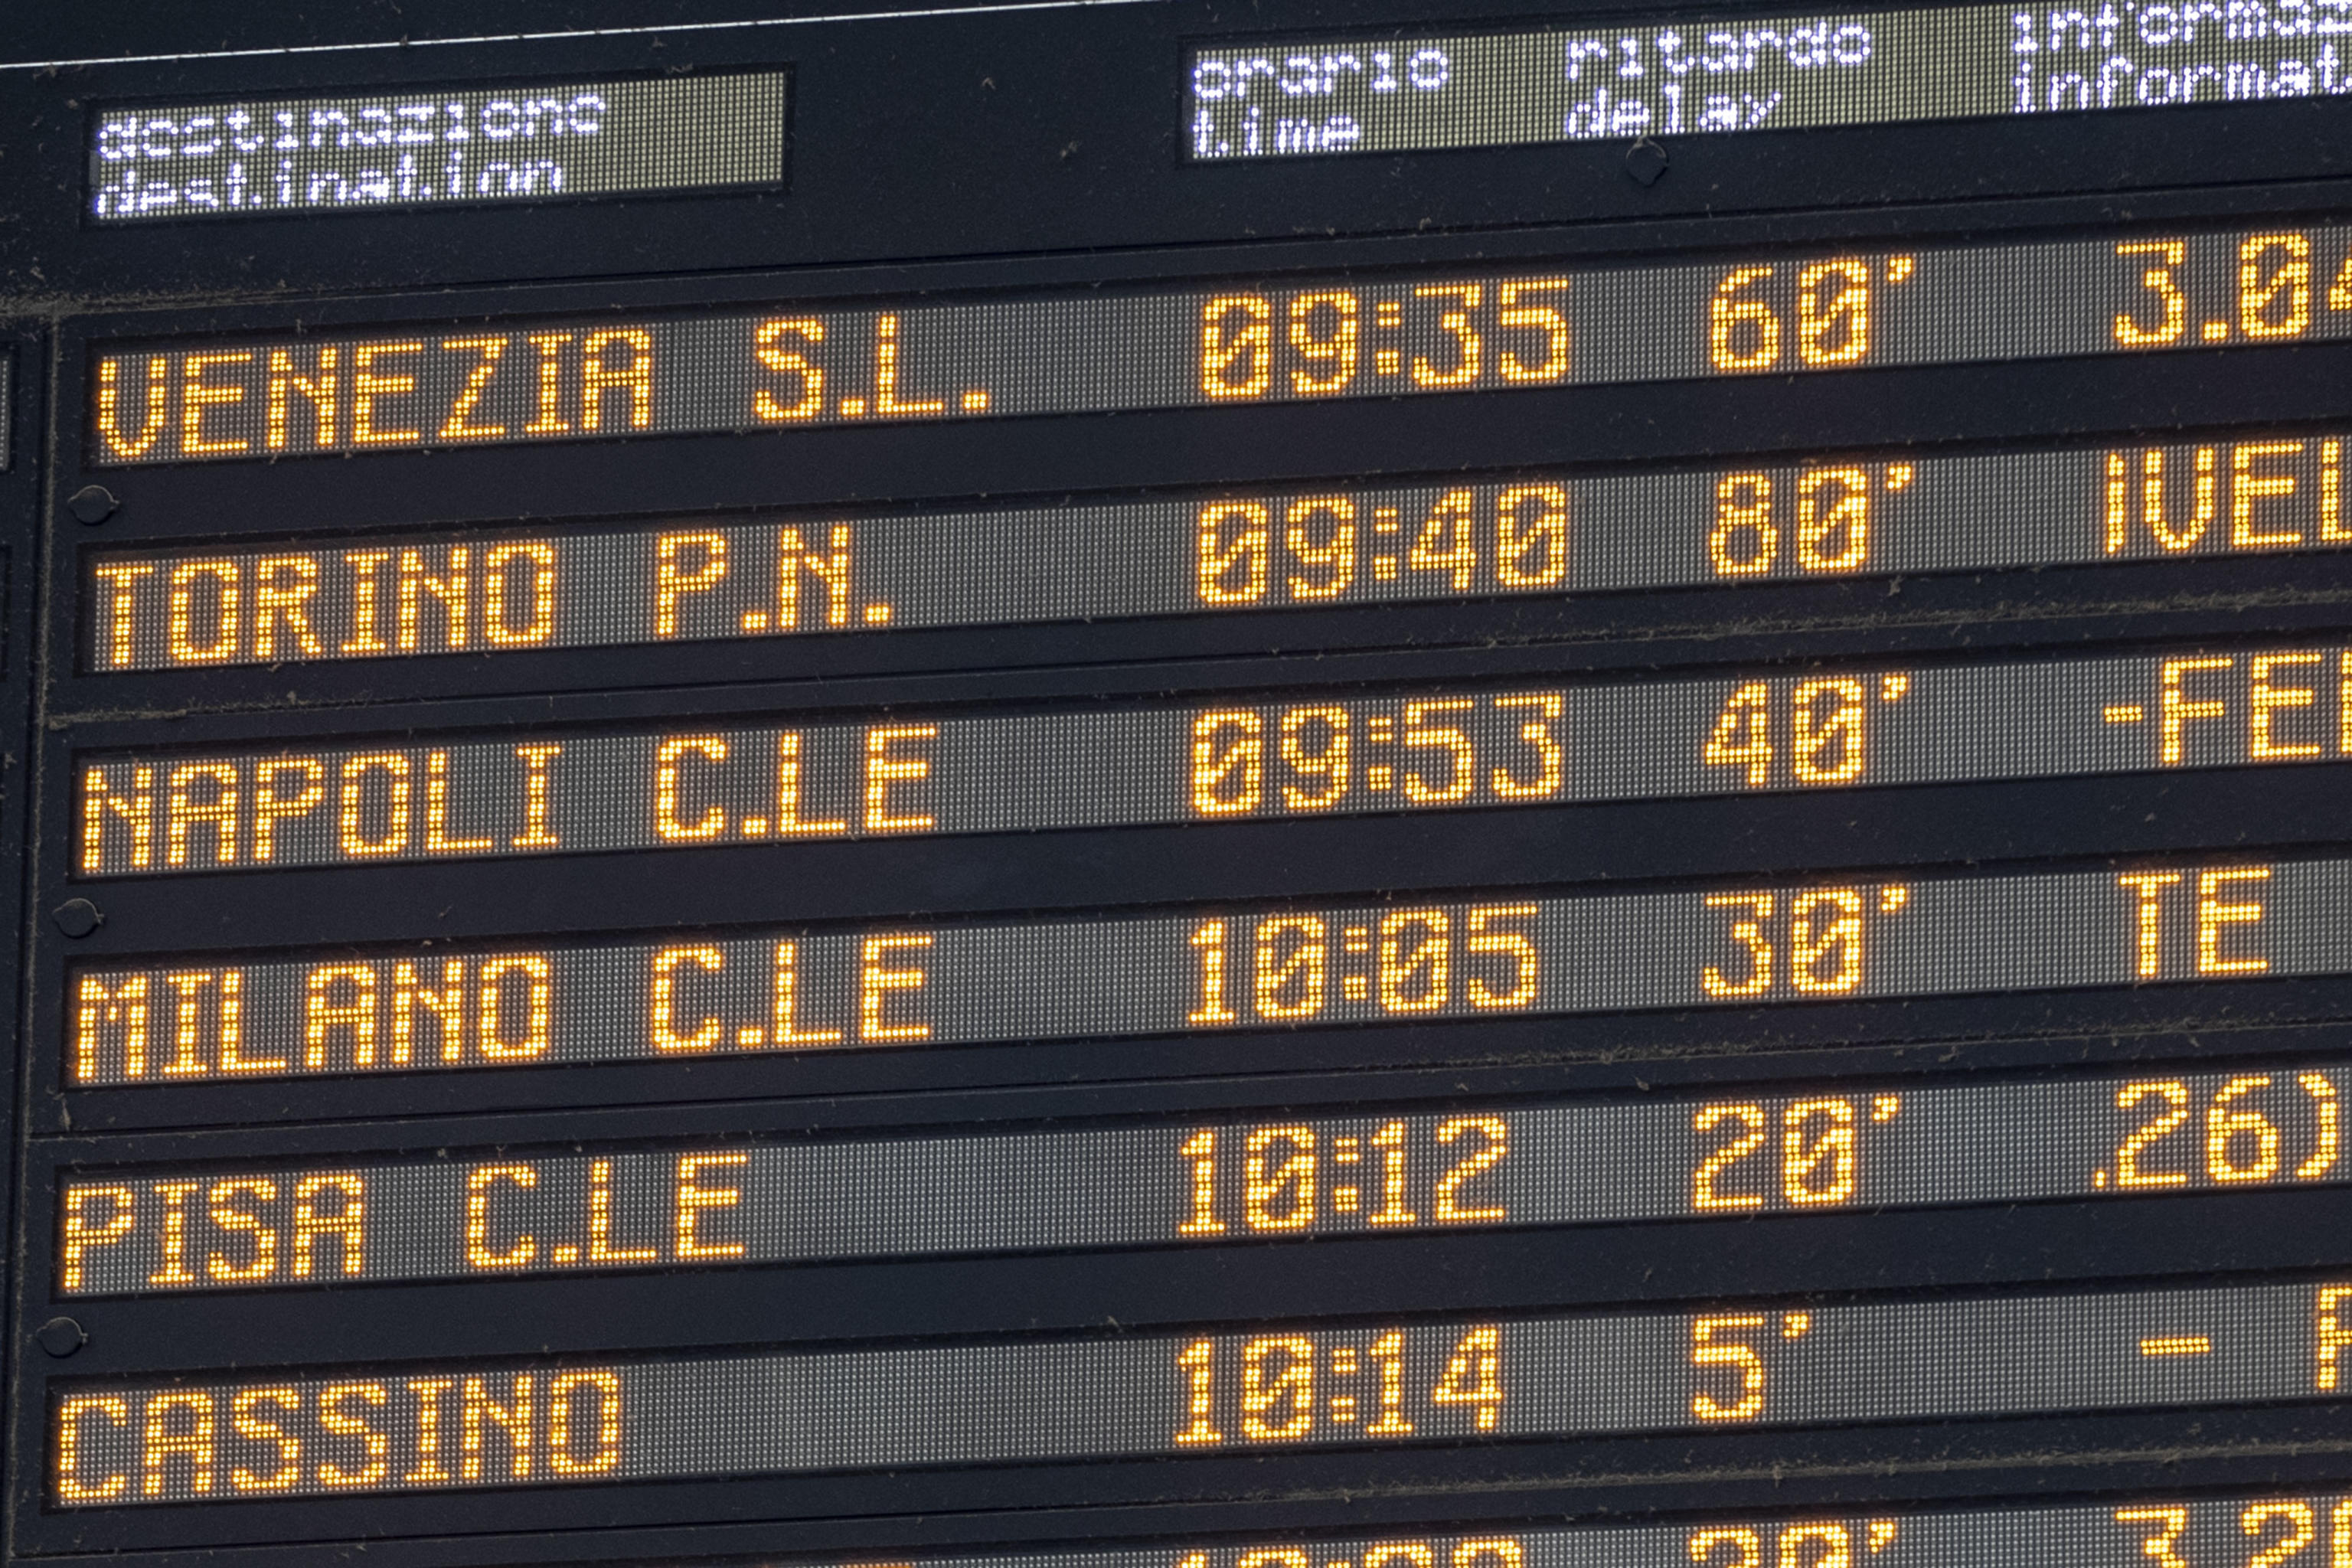 destinazione orario ritardo
destination time delay
VENEZIA S.L. 09:35 60'
TORINO P.N. 09:40 80'
NAPOLI C.LE 09:53 40'
MILANO C.LE 10:05 30' TE
PISA C.LE 10:12 20' .26)
CASSINO 10:14 5' -